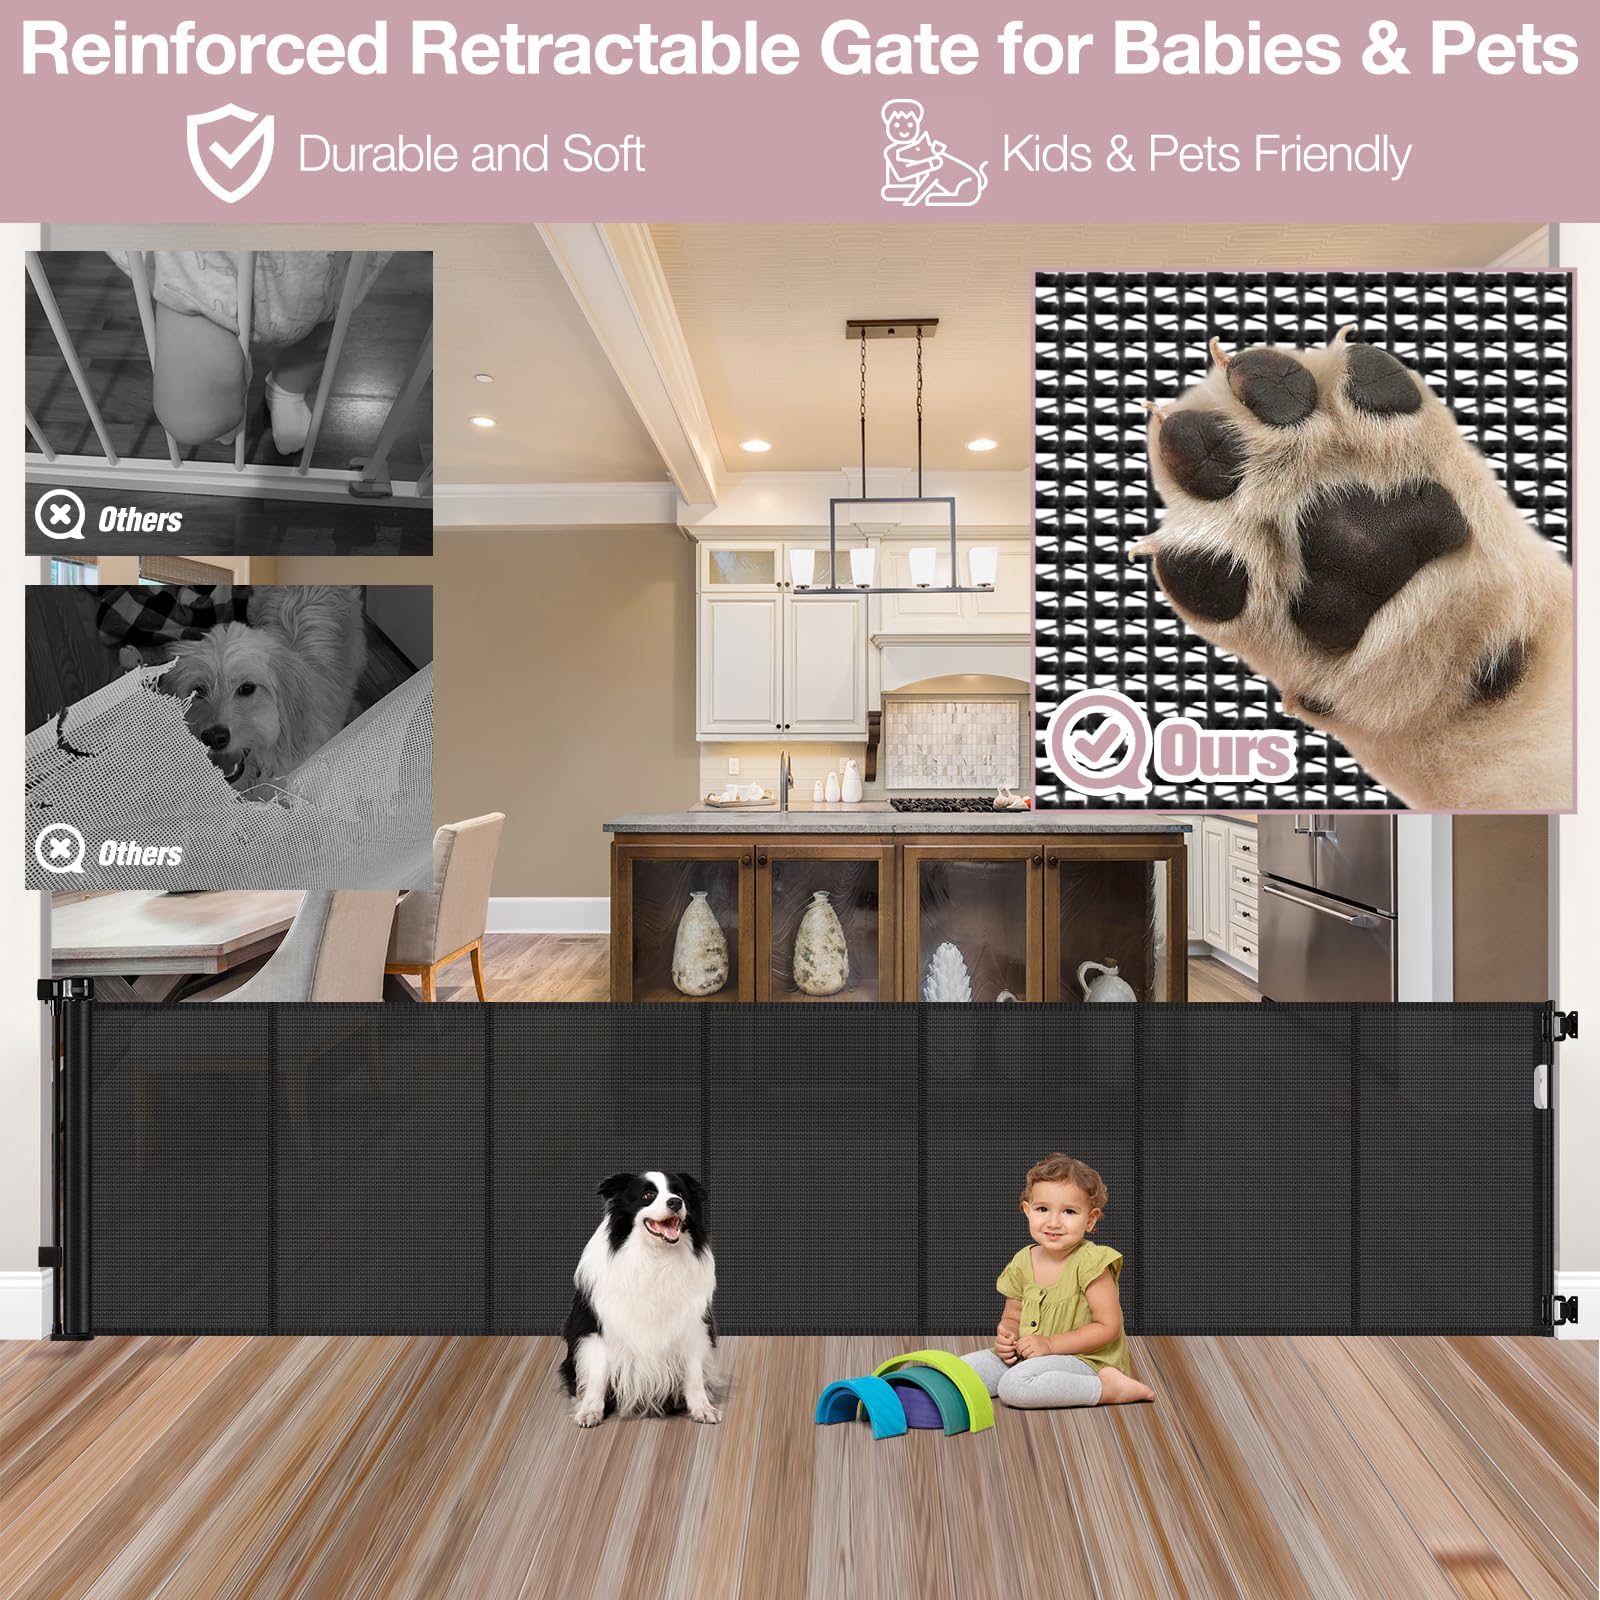 Reinforced Retractable Gate for Babies & Pets
Durable and Soft
Kids & Pets Friendly
Others
Ours
Others